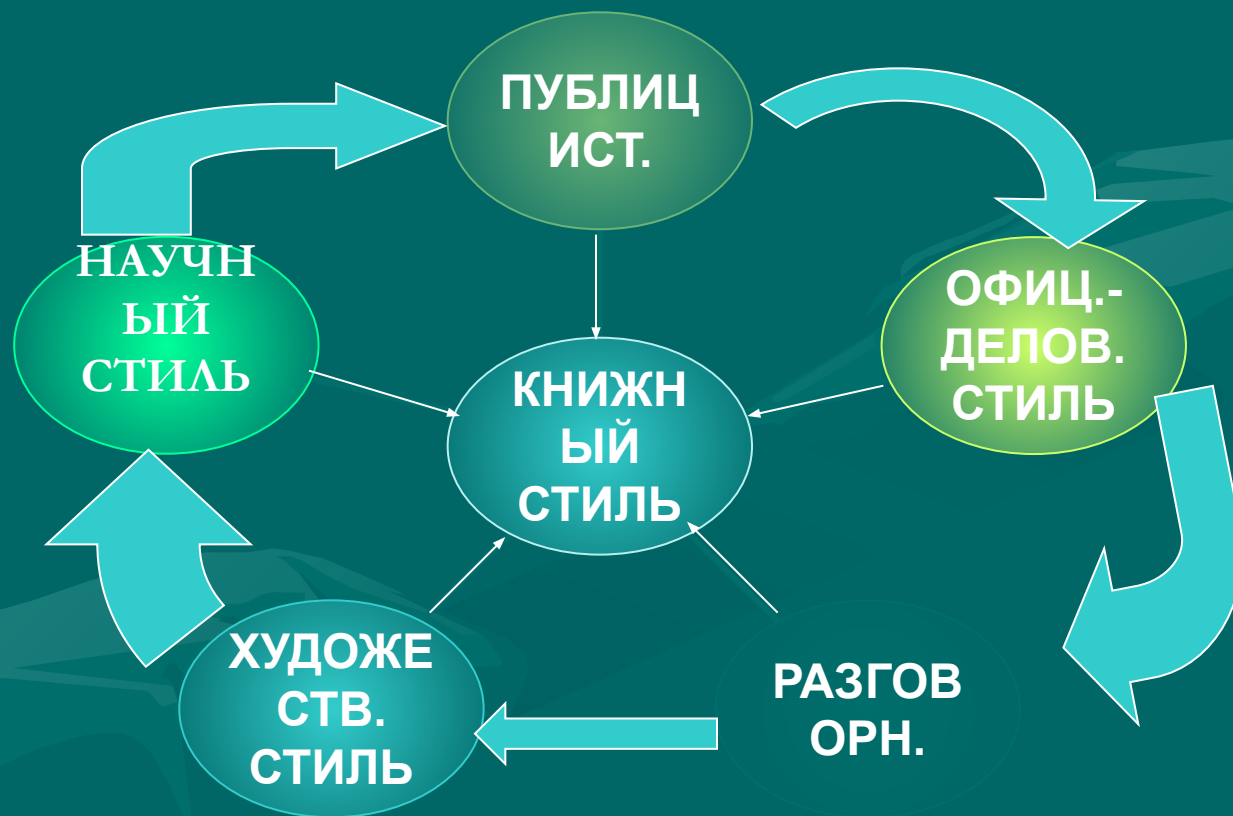 ПУБЛИЦ
ИСТ.
НАУЧН
ЫЙ
СТИЛЬ
ОФИЦ.-
ДЕЛОВ.
СТИЛЬ
КНИЖН
ЫЙ
СТИЛЬ
ХУДОЖЕ
СТВ.
СТИЛЬ
РАЗГОВ
ОРН.